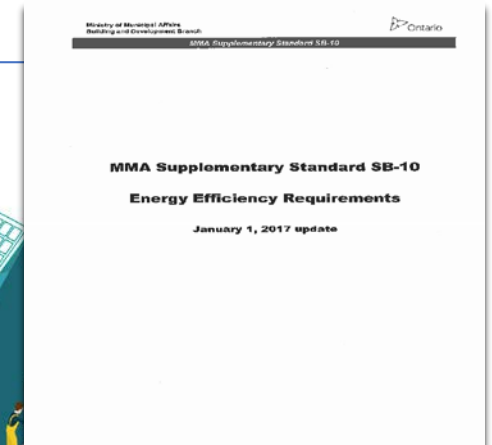 Ministry of Municipal Affairs
Building and Development Branch
Ontario
MMA Supplementary Standard SB-10
MMA Supplementary Standard SB-10
Energy Efficiency Requirements
January 1, 2017 update